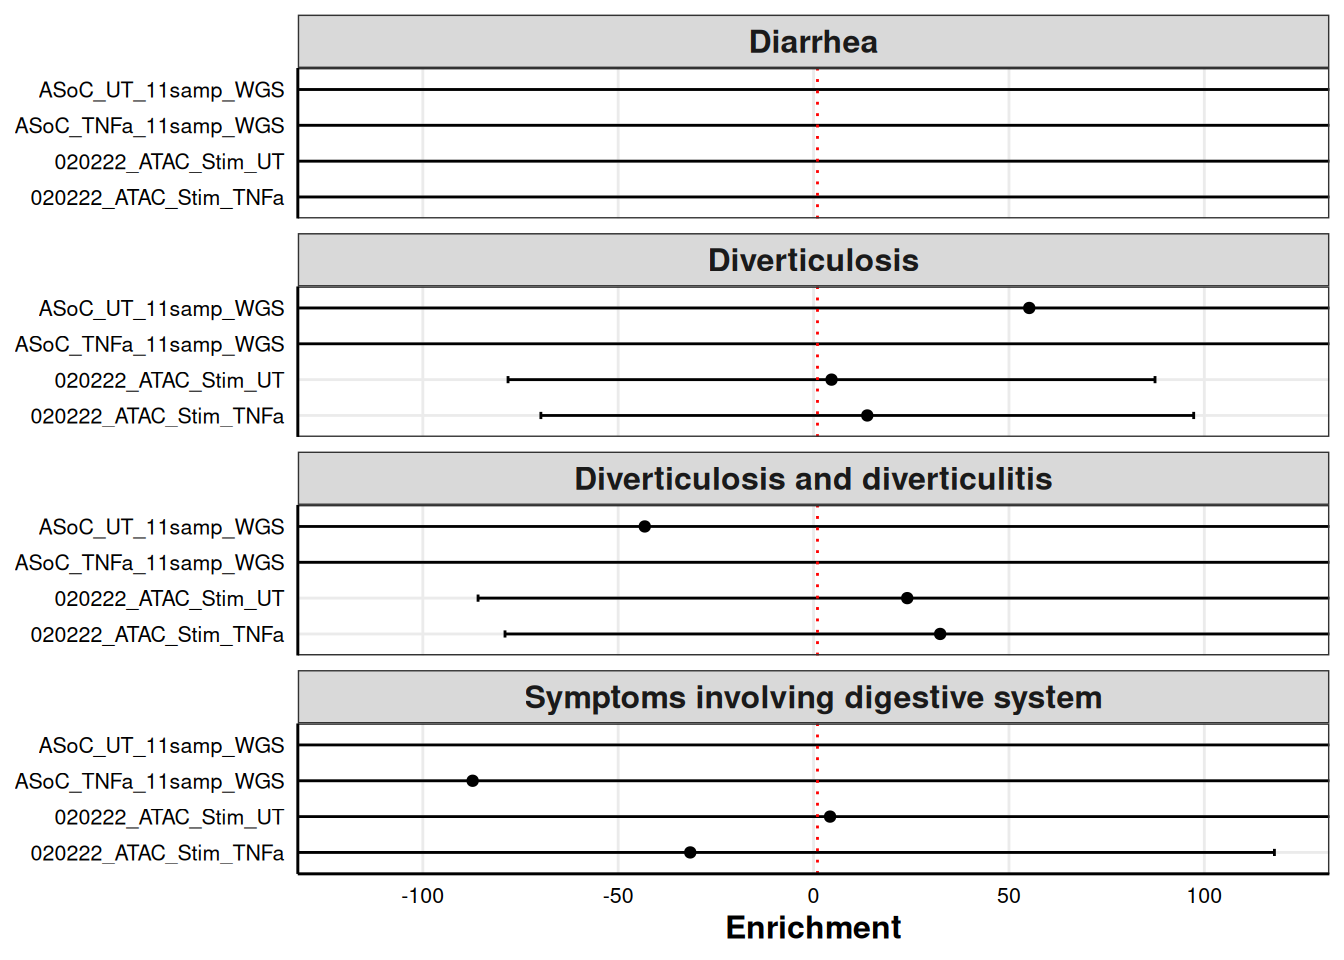 Diarrhea
ASoC_UT_11samp_WGS
ASoC_TNFa_11samp_WGS
020222_ATAC_Stim_UT
020222_ATAC_Stim_TNFa
Diverticulosis
ASoC_UT_11samp_WGS
ASoC_TNFa_11samp_WGS
020222_ATAC_Stim_UT
020222_ATAC_Stim_TNFa
Diverticulosis and diverticulitis
ASoC_UT_11samp_WGS
ASoC_TNFa_11samp_WGS
020222_ATAC_Stim_UT
020222_ATAC_Stim_TNFa
Symptoms involving digestive system
ASoC_UT_11samp_WGS
ASoC_TNFa_11samp_WGS
020222_ATAC_Stim_UT
020222_ATAC_Stim_TNFa
-100 -50 0 50 100
Enrichment